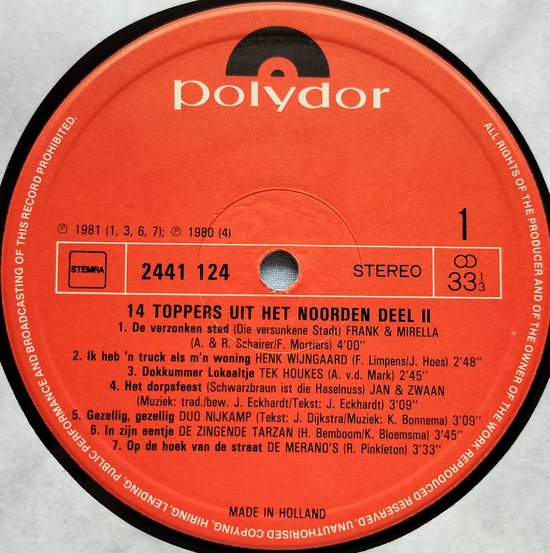 polydor
℗ 1981 (1, 3, 6, 7); ℗ 1980 (4)
1
STEMRA
2441 124
STEREO
33 1/3
14 TOPPERS UIT HET NOORDEN DEEL II
1. De verzonken stad (Die versunkene Stadt) FRANK & MIRELLA
(A. & R. Schairer/F. Mortiers) 4'00"
2. Ik heb 'n truck als m'n woning HENK WIJNGAARD (F. Limpens/J. Hoes) 2'48"
3. Dokkummer Lokaaltje TEK HOUKES (A. v.d. Mark) 2'45"
4. Het dorpsfeest (Schwarzbraun ist die Haselnuss) JAN & ZWAAN
(Muziek: trad./bew. J. Eckhardt/Tekst: J. Eckhardt) 3'09"
5. Gezellig, gezellig DUO NIJKAMP (Tekst: J. Dijkstra/Muziek: K. Bonnema) 3'09"
6. In zijn eentje DE ZINGENDE TARZAN (H. Bemboom/K. Bloemsma) 3'45"
7. Op de hoek van de straat DE MERANO'S (R. Pinkleton) 3'33"
MADE IN HOLLAND
ALL RIGHTS OF THE PRODUCER AND OF THE OWNER OF THE WORK REPRODUCED RESERVED. UNAUTHORISED COPYING, HIRING, LENDING, PUBLIC PERFORMANCE AND BROADCASTING OF THIS RECORD PROHIBITED.